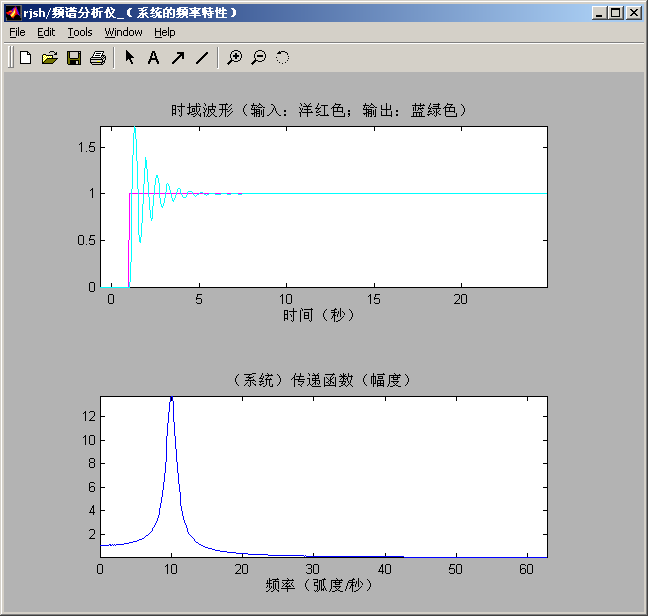 rjsh/频谱分析仪_（系统的频率特性）
File Edit Tools Window Help
时域波形（输入：洋红色；输出：蓝绿色）
1.5
1
0.5
0
0 5 10 15 20
时间（秒）
（系统）传递函数（幅度）
12
10
8
6
4
2
0 10 20 30 40 50 60
频率（弧度/秒）